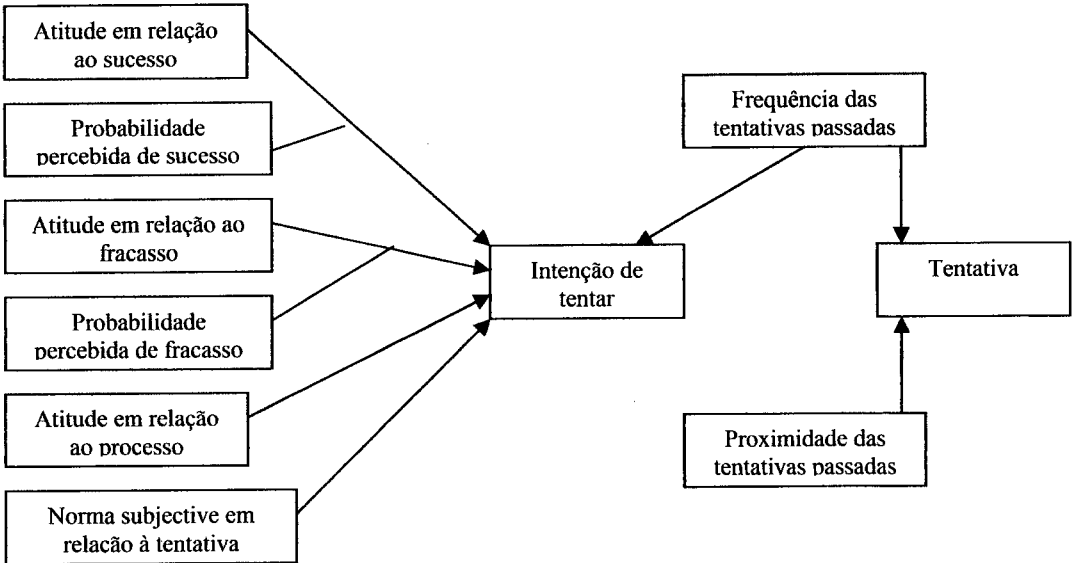 Atitude em relação
ao sucesso
Probabilidade
percebida de sucesso
Atitude em relação ao
fracasso
Probabilidade
percebida de fracasso
Atitude em relação
ao processo
Norma subjective em
relação à tentativa
Intenção de
tentar
Frequência das
tentativas passadas
Tentativa
Proximidade das
tentativas passadas